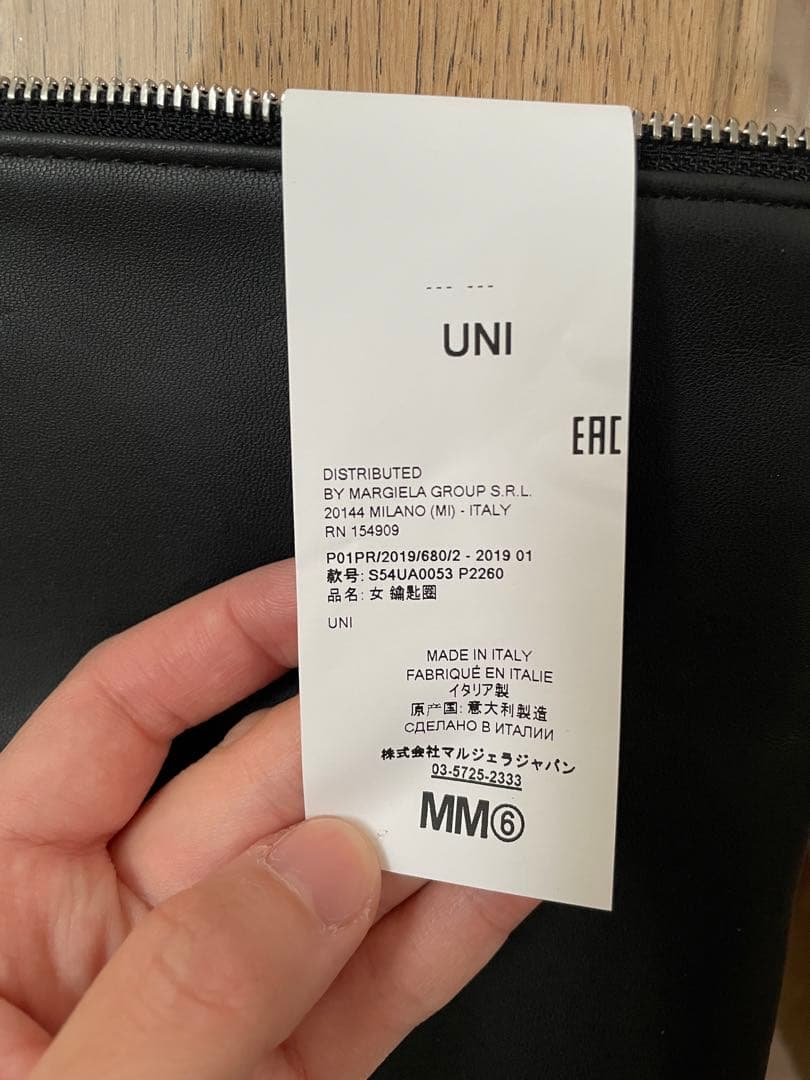 --- ---
UNI
EAC
DISTRIBUTED
BY MARGIELA GROUP S.R.L.
20144 MILANO (MI) - ITALY
RN 154909
P01PR/2019/680/2 - 2019 01
款号: S54UA0053 P2260
品名: 女 鑰匙圈
UNI
MADE IN ITALY
FABRIQUÉ EN ITALIE
イタリア製
原产国: 意大利製造
СДЕЛАНО В ИТАЛИИ
株式会社マルジェラジャパン
03-5725-2333
MM⑥